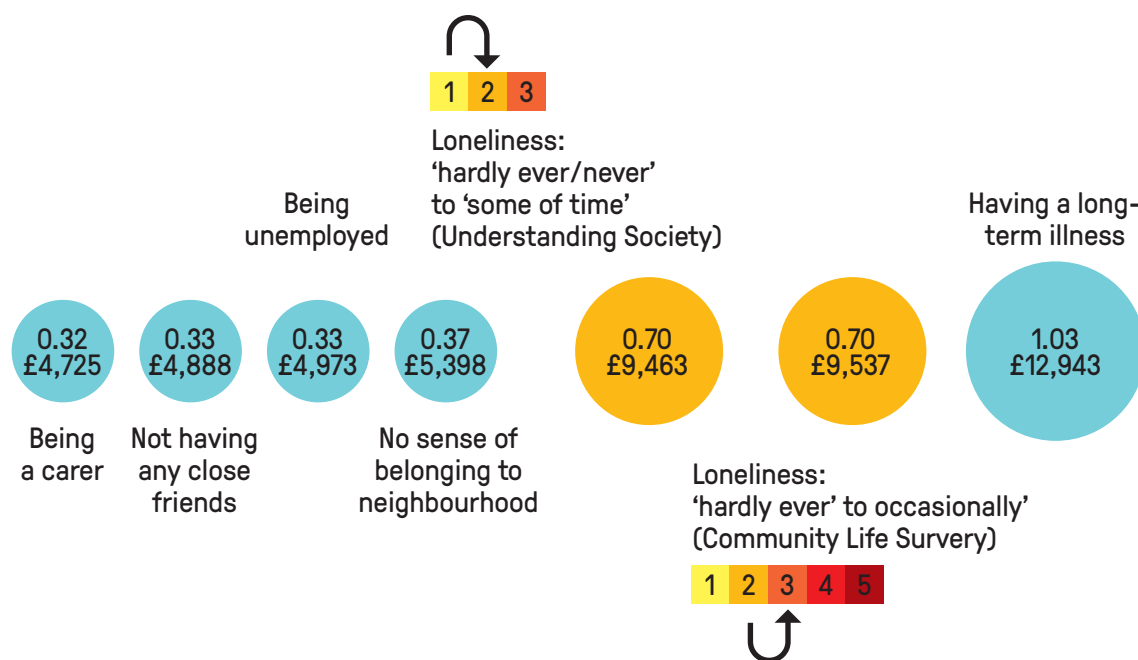 1 2 3
Loneliness:
‘hardly ever/never’
to ‘some of time’
(Understanding Society)
Being
unemployed
Having a long-
term illness
0.32
£4,725
0.33
£4,888
0.33
£4,973
0.37
£5,398
0.70
£9,463
0.70
£9,537
1.03
£12,943
Being
a carer
Not having
any close
friends
No sense of
belonging to
neighbourhood
Loneliness:
‘hardly ever’ to occasionally’
(Community Life Survery)
1 2 3 4 5